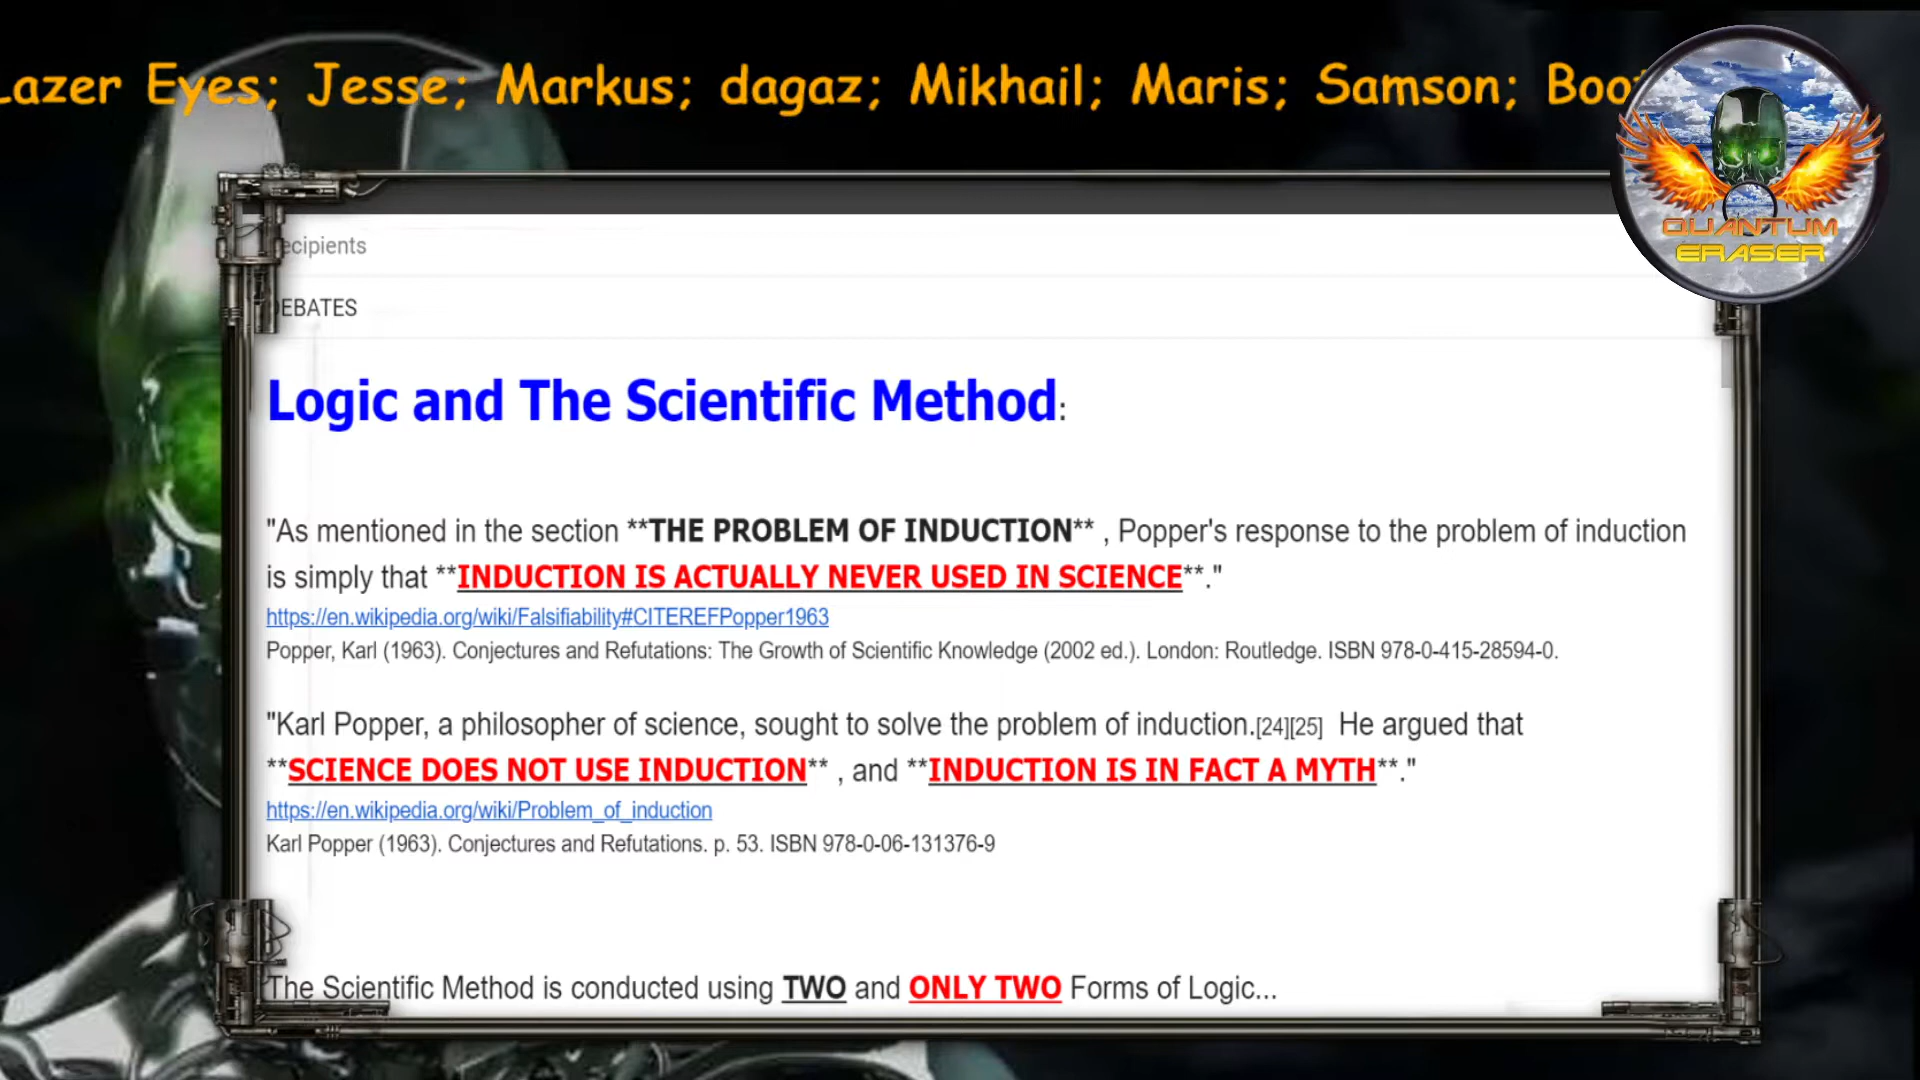 Lazer Eyes; Jesse; Markus; dagaz; Mikhail; Maris; Samson;
QUANTUM
ERASER
ecipients
DEBATES
Logic and The Scientific Method:
"As mentioned in the section **THE PROBLEM OF INDUCTION** , Popper's response to the problem of induction
is simply that **INDUCTION IS ACTUALLY NEVER USED IN SCIENCE**."
https://en.wikipedia.org/wiki/Falsifiability#CITEREFPopper1963
Popper, Karl (1963). Conjectures and Refutations: The Growth of Scientific Knowledge (2002 ed.). London: Routledge. ISBN 978-0-415-28594-0.
"Karl Popper, a philosopher of science, sought to solve the problem of induction.[24][25] He argued that
**SCIENCE DOES NOT USE INDUCTION** , and **INDUCTION IS IN FACT A MYTH**."
https://en.wikipedia.org/wiki/Problem_of_induction
Karl Popper (1963). Conjectures and Refutations. p. 53. ISBN 978-0-06-131376-9
The Scientific Method is conducted using TWO and ONLY TWO Forms of Logic...